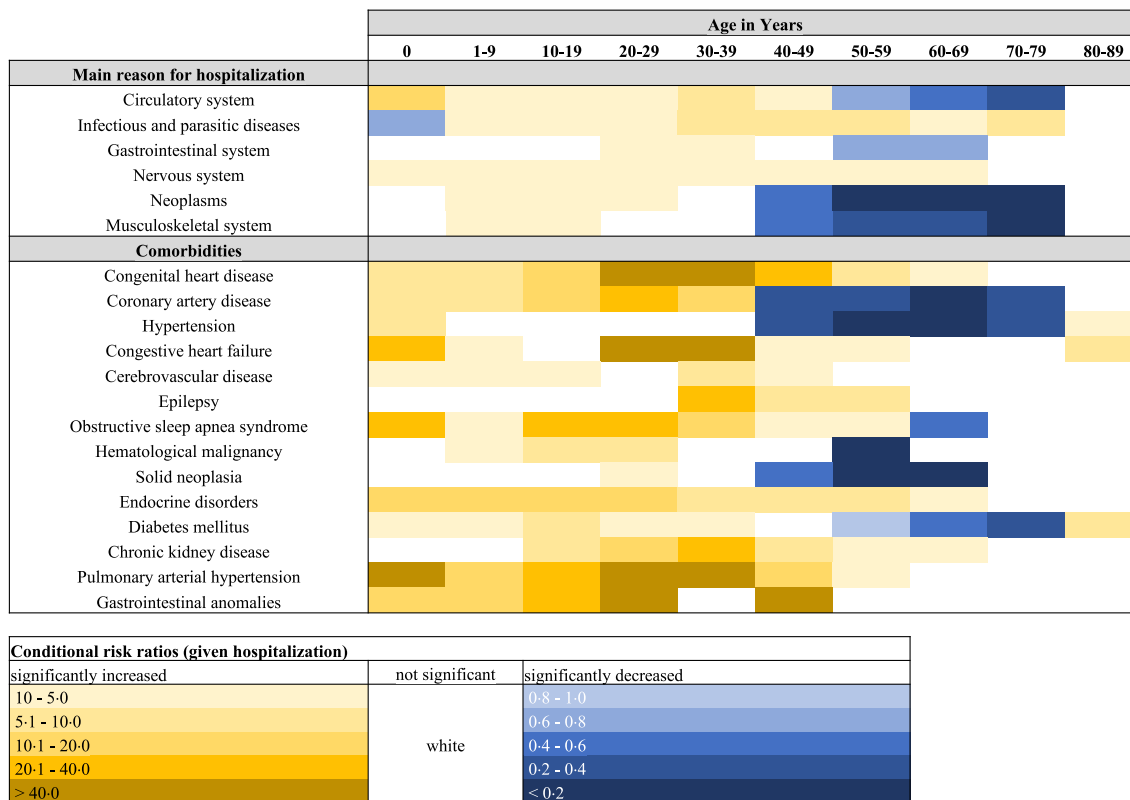 Age in Years
0 1-9 10-19 20-29 30-39 40-49 50-59 60-69 70-79 80-89
Main reason for hospitalization
Circulatory system
Infectious and parasitic diseases
Gastrointestinal system
Nervous system
Neoplasms
Musculoskeletal system
Comorbidities
Congenital heart disease
Coronary artery disease
Hypertension
Congestive heart failure
Cerebrovascular disease
Epilepsy
Obstructive sleep apnea syndrome
Hematological malignancy
Solid neoplasia
Endocrine disorders
Diabetes mellitus
Chronic kidney disease
Pulmonary arterial hypertension
Gastrointestinal anomalies
Conditional risk ratios (given hospitalization)
significantly increased not significant significantly decreased
10 - 5·0 0·8 - 1·0
5·1 - 10·0 0·6 - 0·8
10·1 - 20·0 white 0·4 - 0·6
20·1 - 40·0 0·2 - 0·4
> 40·0 < 0·2